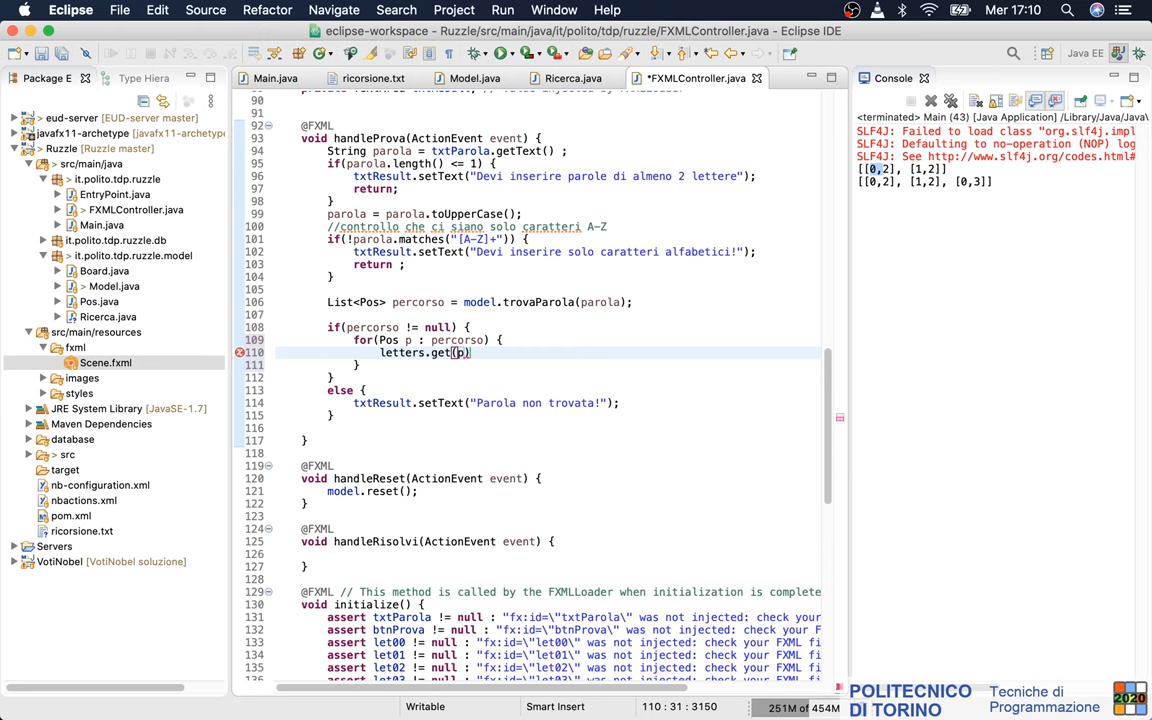 Eclipse File Edit Source Refactor Navigate Search Project Run Window Help Mer 17:10
eclipse-workspace - Ruzzle/src/main/java/it/polito/tdp/ruzzle/FXMLController.java - Eclipse IDE
Java EE
Package E Type Hiera
Main.java ricorsione.txt Model.java Ricerca.java *FXMLController.java
Console
eud-server [EUD-server master]
javafx11-archetype [javafx11-archetype
Ruzzle [Ruzzle master]
> src/main/java
> it.polito.tdp.ruzzle
EntryPoint.java
> FXMLController.java
Main.java
it.polito.tdp.ruzzle.db
it.polito.tdp.ruzzle.model
Board.java
> Model.java
Pos.java
Ricerca.java
src/main/resources
fxml
Scene.fxml
images
styles
JRE System Library [JavaSE-1.7]
Maven Dependencies
database
> src
target
nb-configuration.xml
nbactions.xml
pom.xml
ricorsione.txt
Servers
VotiNobel [VotiNobel soluzione]
90
91
92 @FXML
93 void handleProva(ActionEvent event) {
94 String parola = txtParola.getText() ;
95 if(parola.length() <= 1) {
96 txtResult.setText("Devi inserire parole di almeno 2 lettere");
97 return;
98 }
99 parola = parola.toUpperCase();
100 //controllo che ci siano solo caratteri A-Z
101 if(!parola.matches("[A-Z]+")) {
102 txtResult.setText("Devi inserire solo caratteri alfabetici!");
103 return ;
104 }
105
106 List<Pos> percorso = model.trovaParola(parola);
107
108 if(percorso != null) {
109 for(Pos p : percorso) {
110 letters.get(p)
111 }
112 }
113 else {
114 txtResult.setText("Parola non trovata!");
115 }
116
117 }
118
119 @FXML
120 void handleReset(ActionEvent event) {
121 model.reset();
122 }
123
124 @FXML
125 void handleRisolvi(ActionEvent event) {
126
127 }
128
129 @FXML // This method is called by the FXMLLoader when initialization is complete
130 void initialize() {
131 assert txtParola != null : "fx:id=\"txtParola\" was not injected: check your F
132 assert btnProva != null : "fx:id=\"btnProva\" was not injected: check your FXM
133 assert let00 != null : "fx:id=\"let00\" was not injected: check your FXML fi
134 assert let01 != null : "fx:id=\"let01\" was not injected: check your FXML fi
135 assert let02 != null : "fx:id=\"let02\" was not injected: check your FXML fi
<terminated> Main (43) [Java Application] /Library/Java/Java\
SLF4J: Failed to load class "org.slf4j.impl
SLF4J: Defaulting to no-operation (NOP) log
SLF4J: See http://www.slf4j.org/codes.html#
[[0,2], [1,2]]
[[0,2], [1,2], [0,3]]
Writable Smart Insert 110 : 31 : 3150 251M of 454M
POLITECNICO
DI TORINO
Tecniche di
Programmazione
2020